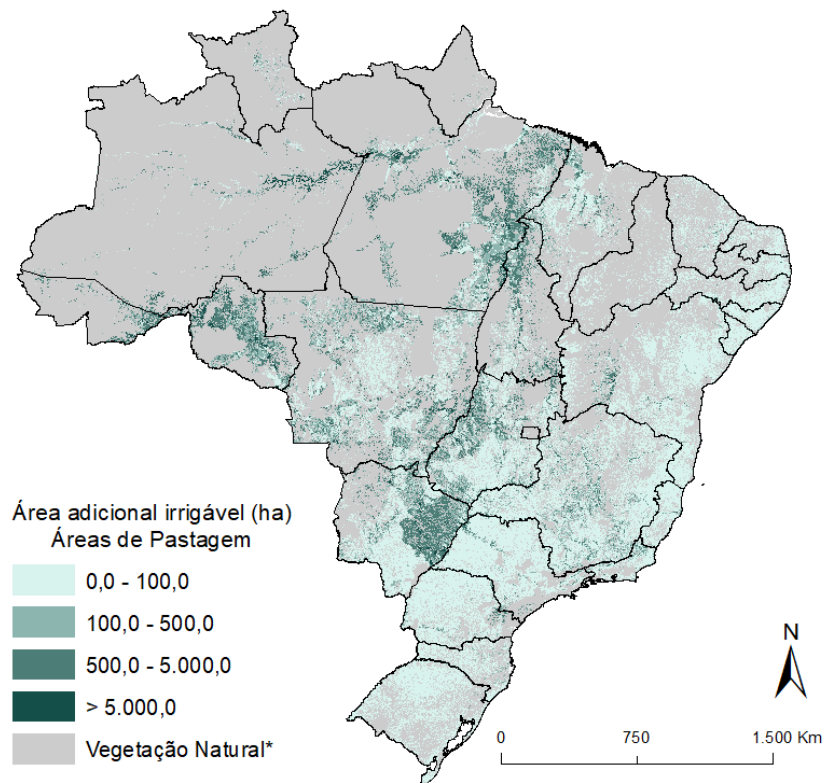 Área adicional irrigável (ha)
Áreas de Pastagem
0,0 - 100,0
100,0 - 500,0
500,0 - 5.000,0
> 5.000,0
Vegetação Natural*
N
0 750 1.500 Km